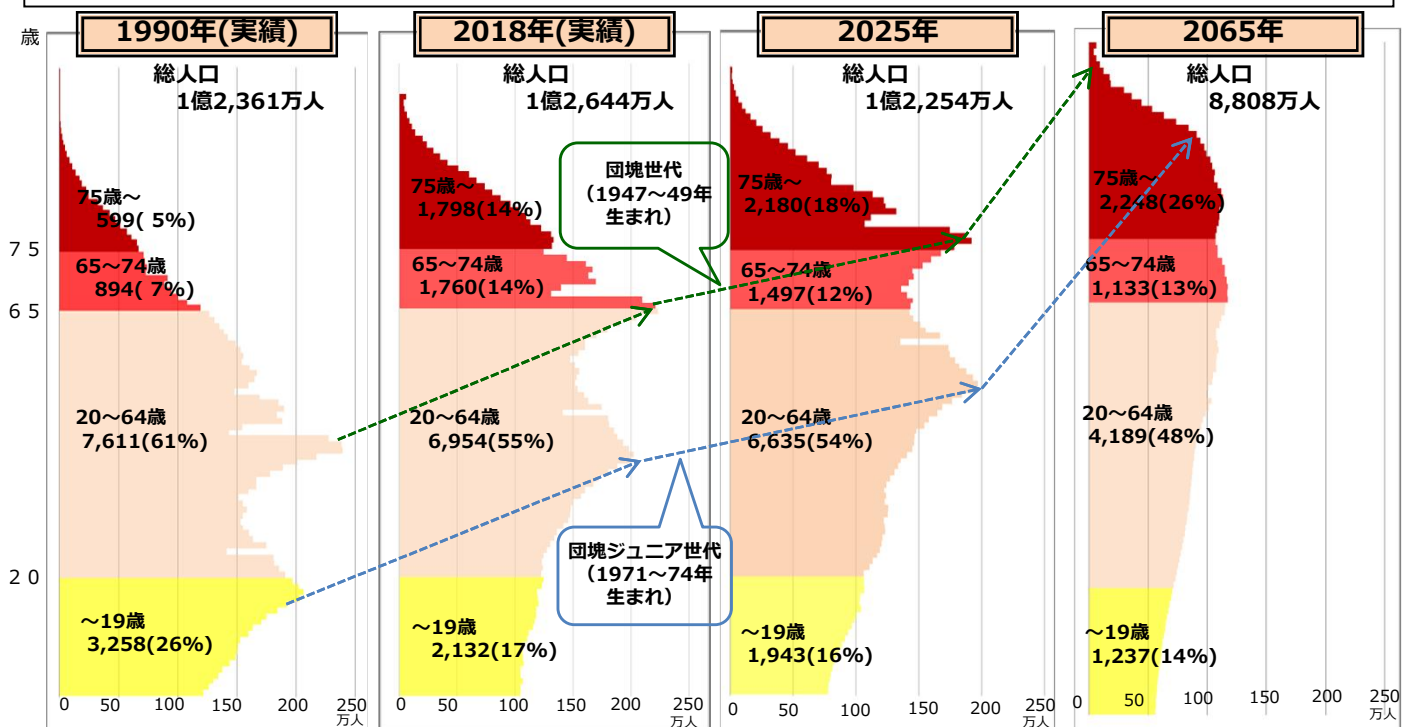 歳
1990年(実績)
総人口
1億2,361万人
75歳～
599( 5%)
65～74歳
894( 7%)
20～64歳
7,611(61%)
～19歳
3,258(26%)
75
65
20
0 50 100 150 200 250
万人
2018年(実績)
総人口
1億2,644万人
75歳～
1,798(14%)
65～74歳
1,760(14%)
20～64歳
6,954(55%)
～19歳
2,132(17%)
0 50 100 150 200 250
万人
団塊世代
（1947～49年
生まれ）
団塊ジュニア世代
（1971～74年
生まれ）
2025年
総人口
1億2,254万人
75歳～
2,180(18%)
65～74歳
1,497(12%)
20～64歳
6,635(54%)
～19歳
1,943(16%)
0 50 100 150 200 250
万人
2065年
総人口
8,808万人
75歳～
2,248(26%)
65～74歳
1,133(13%)
20～64歳
4,189(48%)
～19歳
1,237(14%)
0 50 100 150 200 250
万人